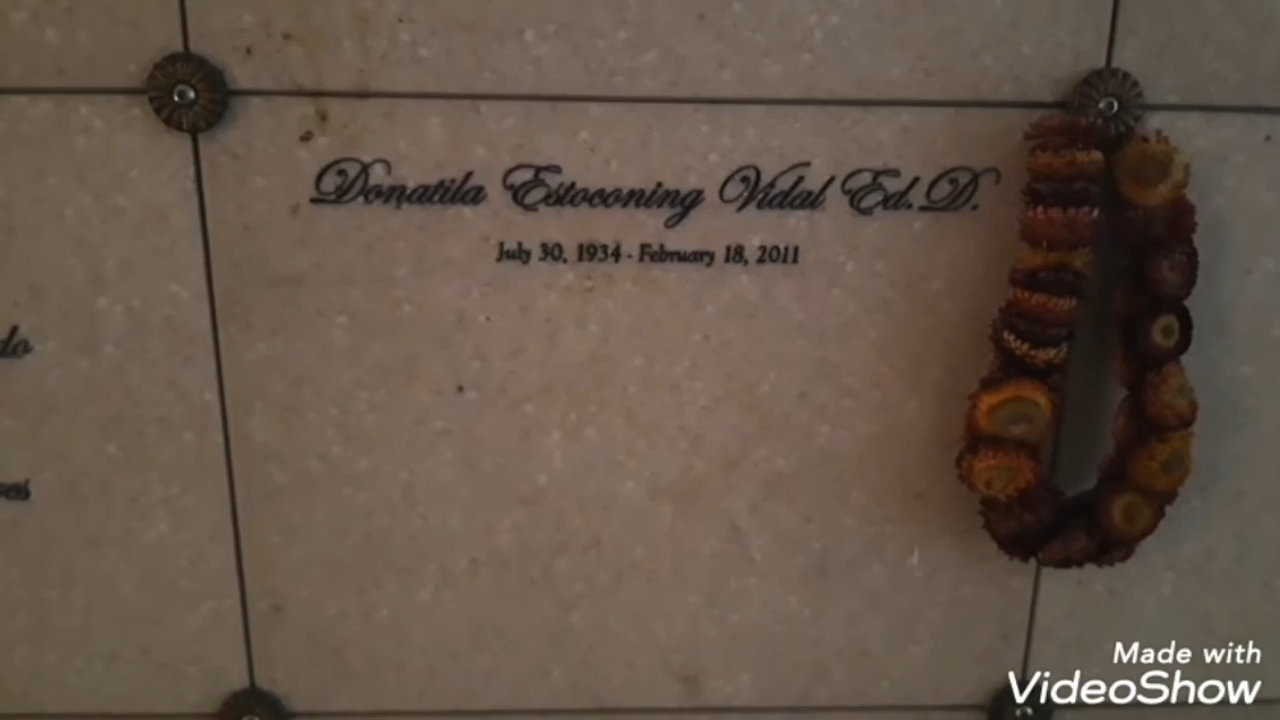 Donatila Estoconing Vidal Ed.D.
July 30, 1934 - February 18, 2011
Made with
VideoShow